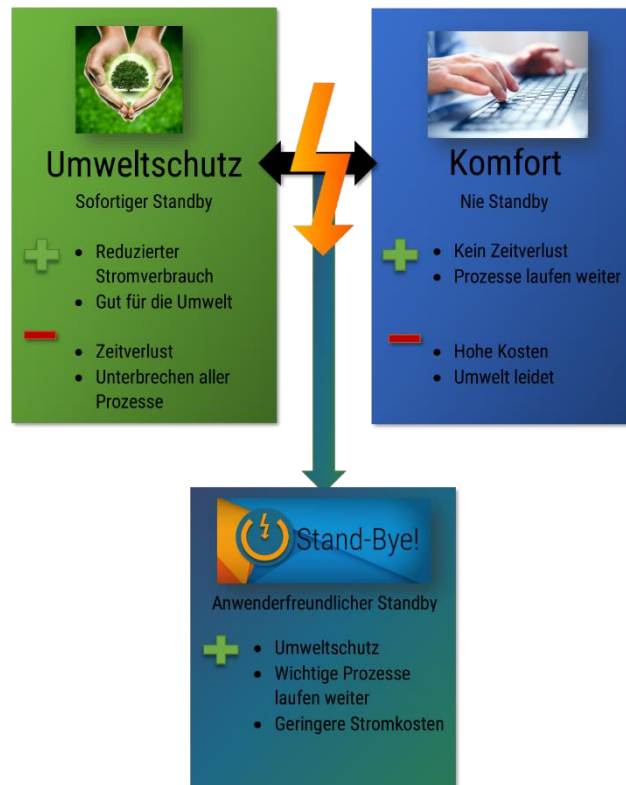 Umweltschutz
Sofortiger Standby
• Reduzierter
Stromverbrauch
• Gut für die Umwelt
• Zeitverlust
• Unterbrechen aller
Prozesse
Komfort
Nie Standby
• Kein Zeitverlust
• Prozesse laufen weiter
• Hohe Kosten
• Umwelt leidet
Stand-Bye!
Anwenderfreundlicher Standby
• Umweltschutz
• Wichtige Prozesse
laufen weiter
• Geringere Stromkosten